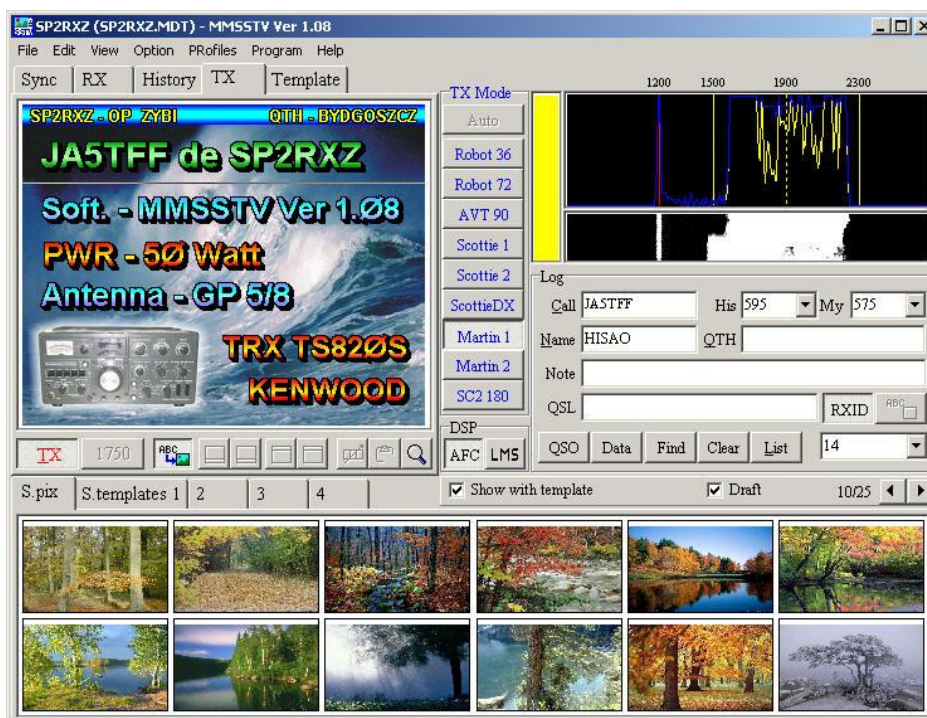 SP2RXZ (SP2RXZ.MDT) - MMSSTV Ver 1.08
File Edit View Option PRofiles Program Help
Sync RX History TX Template
SP2RXZ - OP ZYBI QTH - BYDGOSZCZ
JA5TFF de SP2RXZ
Soft. - MMSSTV Ver 1.Ø8
PWR - 5Ø Watt
Antenna - GP 5/8
TRX TS82ØS
KENWOOD
TX 1750 ABC
TX Mode
Auto
Robot 36
Robot 72
AVT 90
Scottie 1
Scottie 2
ScottieDX
Martin 1
Martin 2
SC2 180
DSP
AFC LMS
1200 1500 1900 2300
Log
Call JA5TFF His 595 My 575
Name HISAO QTH
Note
QSL RXID ABC
QSO Data Find Clear List 14
S.pix S.templates 1 2 3 4
Show with template Draft 10/25